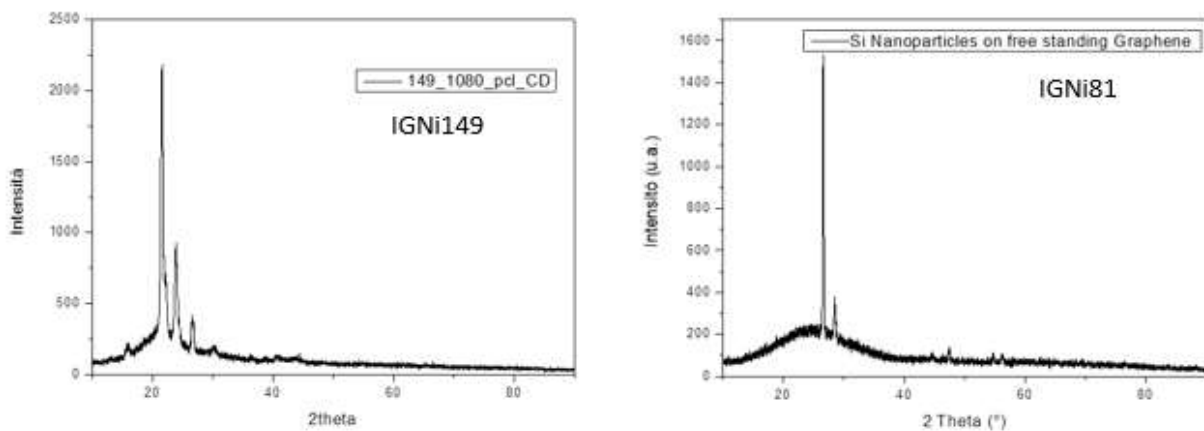 2500
2000
1500
1000
500
0
Intensità
149_1080_pcl_CD
IGNi149
20
40
60
80
2theta
1600
1400
1200
1000
800
600
400
200
0
Intensitò (u.a.)
Si Nanoparticles on free standing Graphene
IGNi81
20
40
60
80
2 Theta (°)